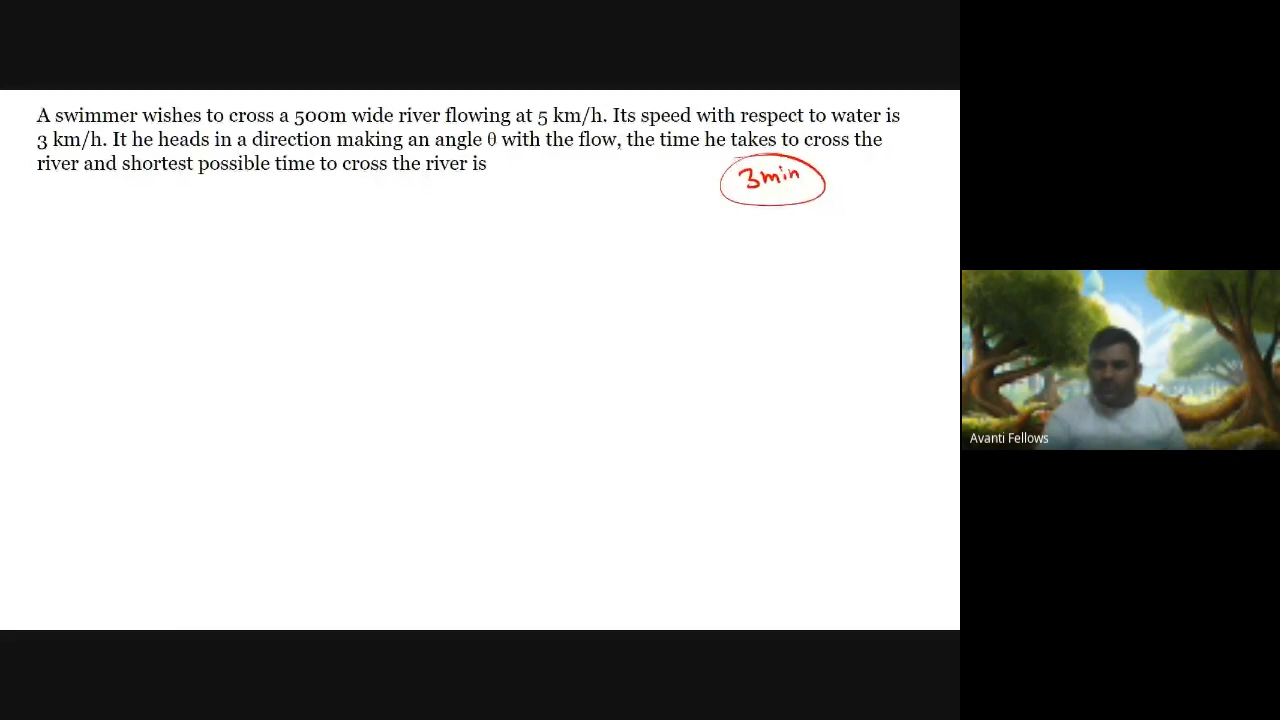 A swimmer wishes to cross a 500m wide river flowing at 5 km/h. Its speed with respect to water is
3 km/h. It he heads in a direction making an angle θ with the flow, the time he takes to cross the
river and shortest possible time to cross the river is
3min
Avanti Fellows